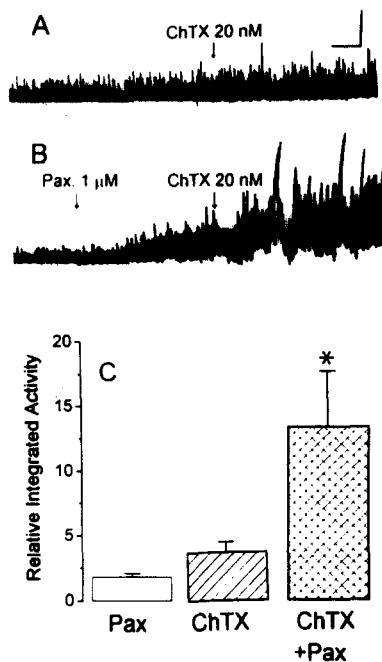 A
ChTX 20 nM
B
Pax. 1 μM
ChTX 20 nM
C
Relative Integrated Activity
20
15
10
5
0
*
Pax
ChTX
ChTX
+Pax